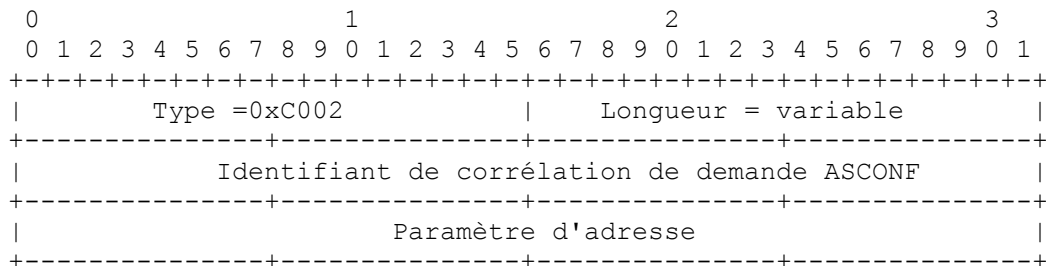 0                   1                   2                   3
0 1 2 3 4 5 6 7 8 9 0 1 2 3 4 5 6 7 8 9 0 1 2 3 4 5 6 7 8 9 0 1
+-+-+-+-+-+-+-+-+-+-+-+-+-+-+-+-+-+-+-+-+-+-+-+-+-+-+-+-+-+-+-+-+
|        Type =0xC002           |    Longueur = variable        |
+---------------+---------------+---------------+---------------+
|            Identifiant de corrélation de demande ASCONF       |
+---------------+---------------+---------------+---------------+
|                       Paramètre d'adresse                     |
+---------------+---------------+---------------+---------------+